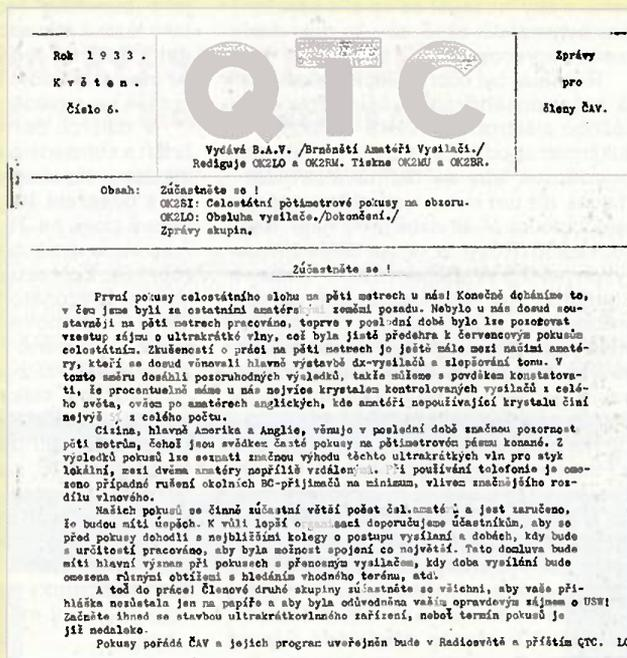 Rok 1933.
Květen.
Číslo 6.
QTC
Zprávy
pro
členy ČAV.
Vydává B.A.V. /Brněnští Amatéři Vysílači./
Rediguje OK2LO a OK2RM. Tiskne OK2MU a OK2BR.
Obsah: Zúčastněte se !
OK2SI: Celostátní pětimetrové pokusy na obzoru.
OK2LO: Obsluha vysilače./Dokončení./
Zprávy skupin.
Zúčastněte se !
První pokusy celostátního slohu na pěti metrech u nás! Konečně doháníme to,
v čem jsme byli za ostatními amatérskými zeměmi pozadu. Nebylo u nás dosud sou-
stavněji na pěti metrech pracováno, teprve v poslední době bylo lze pozorovat
vzestup zájmu o ultrakrátké vlny, což byla jistě předehra k červencovým pokusům
celostátním. Zkušeností o práci na pěti metrech je ještě málo mezi našimi amaté-
ry, kteří se dosud věnovali hlavně výstavbě dx-vysilačů a zlepšování tonu. V
tomto směru dosáhli pozoruhodných výsledků, takže můžeme s povděkem konstatova-
ti, že procentuelně máme u nás nejvíce krystalem kontrolovaných vysilačů z celé-
ho světa, ovšem po amatérech anglických, kde amatéři nepoužívající krystalu činí
nejvýš % z celého počtu.
Cizina, hlavně Amerika a Anglie, věnuje v poslední době značnou pozornost
pěti metrům, čehož jsou svědkem časté pokusy na pětimetrovém pásmu konané. Z
výsledků pokusů lze seznati značnou výhodu těchto ultrakrátkých vln pro styk
lokální, mezi dvěma amatéry nepříliš vzdálenými. Při používání telefonie je ome-
zeno případné rušení okolních BC-přijimačů na minimum, vlivem značnějšího roz-
dílu vlnového.
Našich pokusů se činně zúčastní větší počet čsl.amatérů a jest zaručeno,
že budou míti úspěch. K vůli lepší organisaci doporučujeme účastníkům, aby se
před pokusy dohodli s nejbližšími kolegy o postupu vysílaní a dobách, kdy bude
s určitostí pracováno, aby byla možnost spojení co největší. Tato domluva bude
míti hlavní význam při pokusech s přenosným vysilačem, kdy doba vysílání bude
omezena různými obtížemi s hledáním vhodného terénu, atd.
A teď do práce! Členové druhé skupiny zúčastněte se všichni, aby vaše při-
hláška nezůstala jen na papíře a aby byla odůvodněna vaším opravdovým zájmem o USW!
Začněte ihned se stavbou ultrakrátkovlnného zařízení, neboť termín pokusů je
již nedaleko.
Pokusy pořádá ČAV a jejich program uveřejněn bude v Radiosvětě a příštím QTC. LO